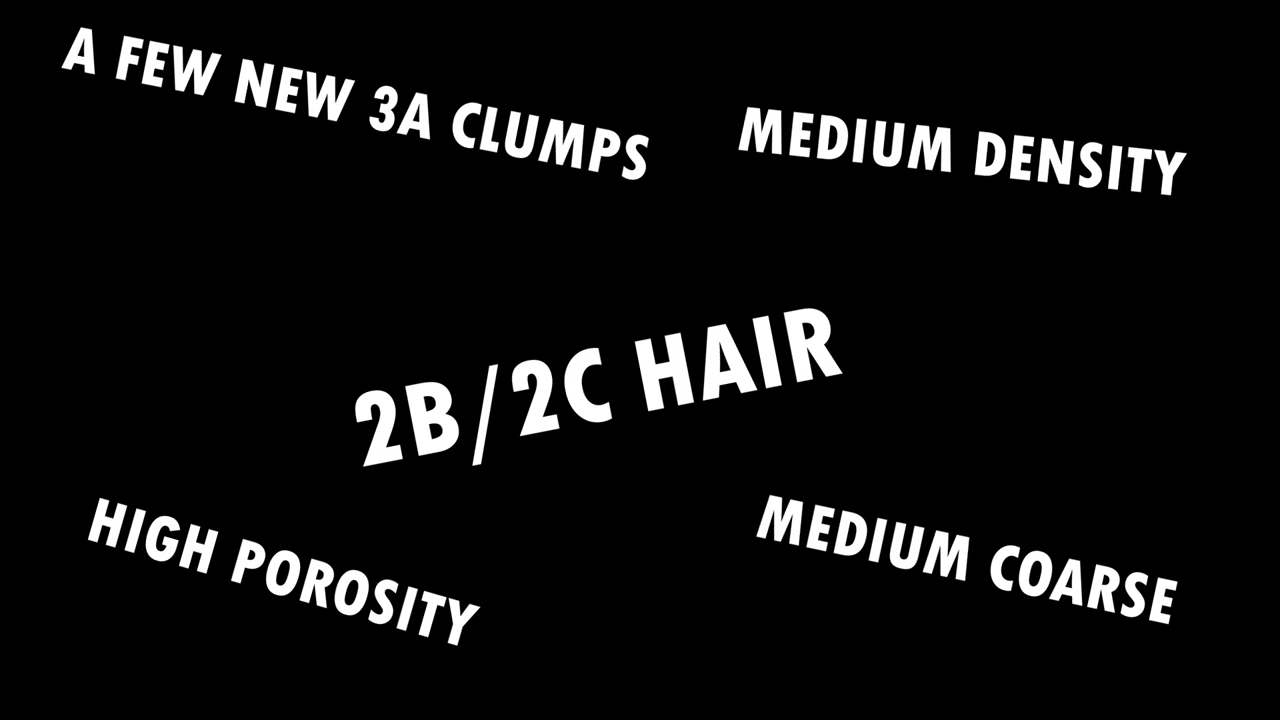 A FEW NEW 3A CLUMPS
MEDIUM DENSITY
2B/2C HAIR
HIGH POROSITY
MEDIUM COARSE